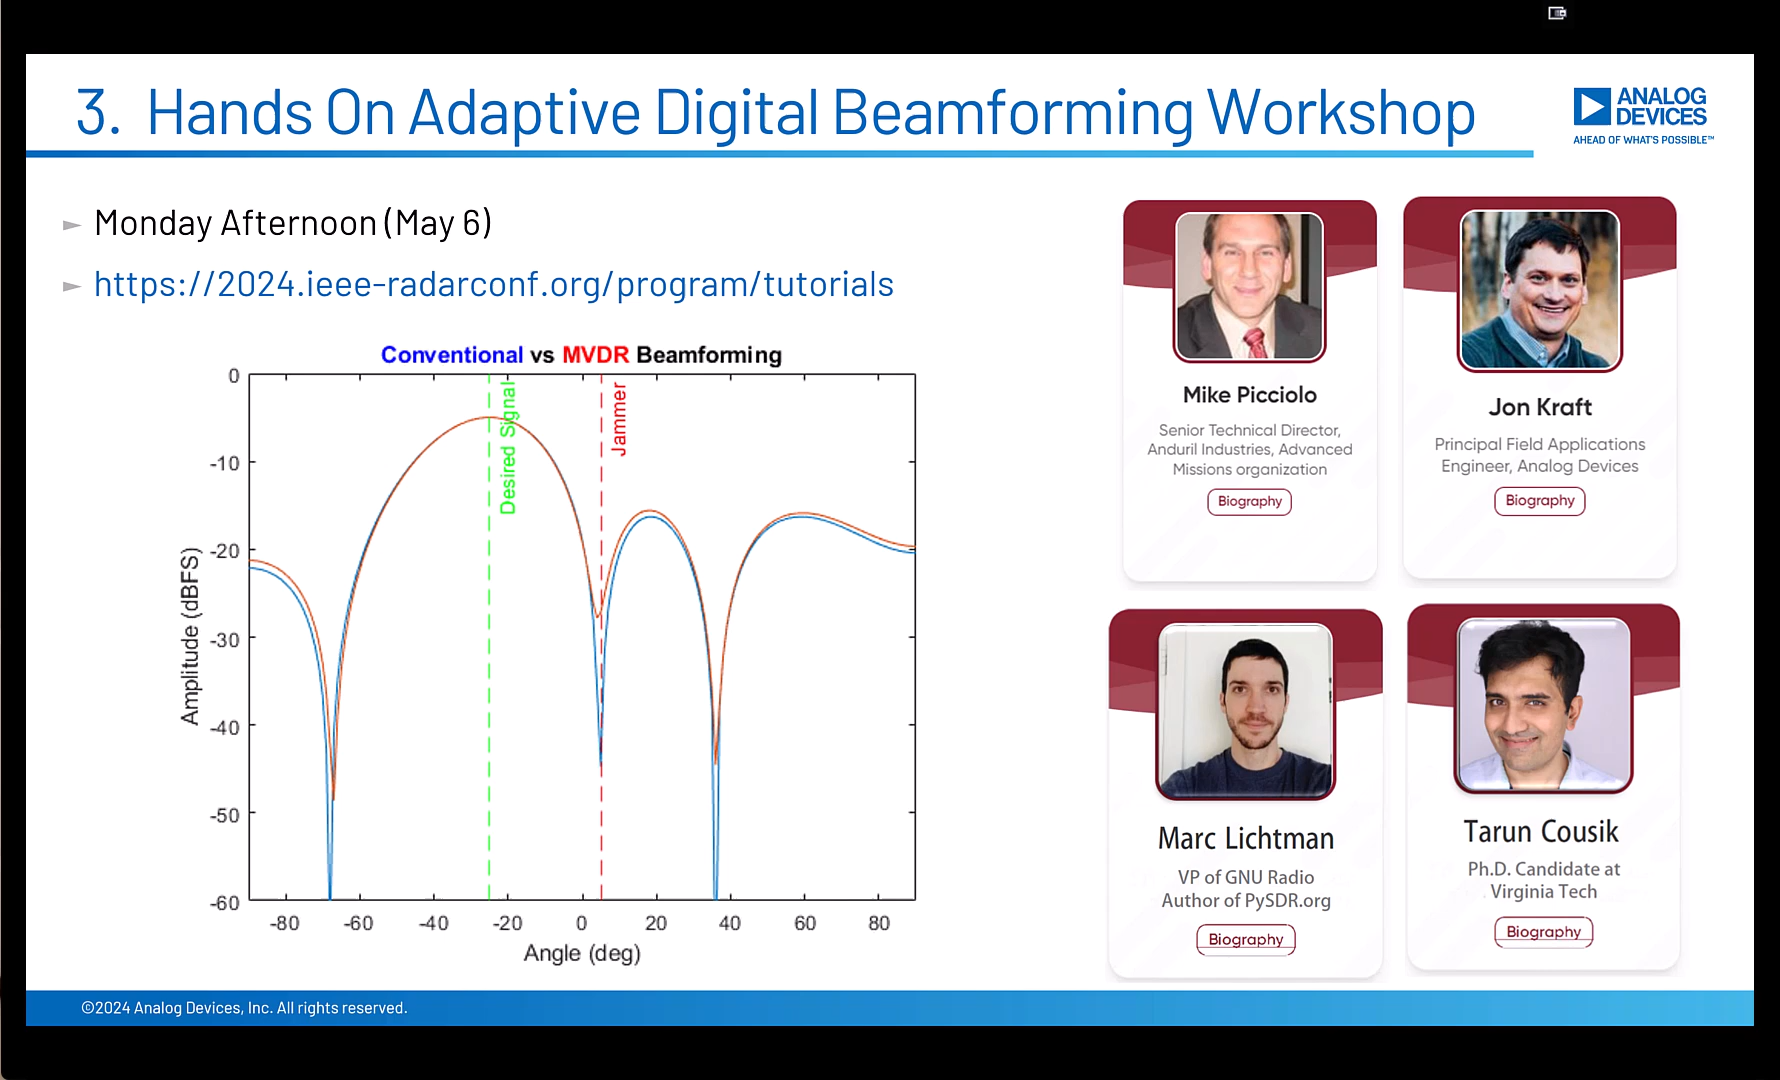 3. Hands On Adaptive Digital Beamforming Workshop
ANALOG
DEVICES
AHEAD OF WHAT'S POSSIBLE™
► Monday Afternoon (May 6)
► https://2024.ieee-radarconf.org/program/tutorials
Conventional vs MVDR Beamforming
Amplitude (dBFS)
0
-10
-20
-30
-40
-50
-60
Desired Signal
Jammer
-80 -60 -40 -20 0 20 40 60 80
Angle (deg)
Mike Picciolo
Senior Technical Director,
Anduril Industries, Advanced
Missions organization
Biography
Jon Kraft
Principal Field Applications
Engineer, Analog Devices
Biography
Marc Lichtman
VP of GNU Radio
Author of PySDR.org
Biography
Tarun Cousik
Ph.D. Candidate at
Virginia Tech
Biography
©2024 Analog Devices, Inc. All rights reserved.